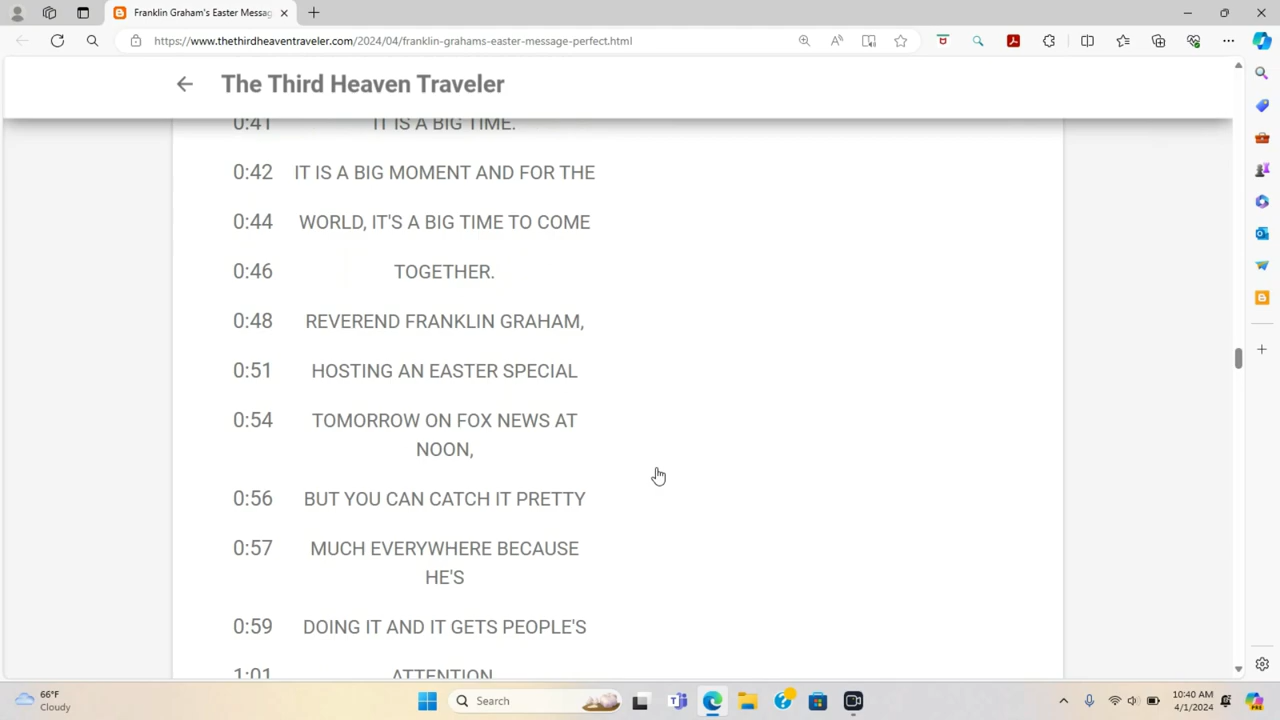 Franklin Graham's Easter Messag
https://www.thethirdheaventraveler.com/2024/04/franklin-grahams-easter-message-perfect.html
The Third Heaven Traveler
0:41 IT IS A BIG TIME.
0:42 IT IS A BIG MOMENT AND FOR THE
0:44 WORLD, IT'S A BIG TIME TO COME
0:46 TOGETHER.
0:48 REVEREND FRANKLIN GRAHAM,
0:51 HOSTING AN EASTER SPECIAL
0:54 TOMORROW ON FOX NEWS AT
NOON,
0:56 BUT YOU CAN CATCH IT PRETTY
0:57 MUCH EVERYWHERE BECAUSE
HE'S
0:59 DOING IT AND IT GETS PEOPLE'S
1:01 ATTENTION
66°F
Cloudy
Search
10:40 AM
4/1/2024